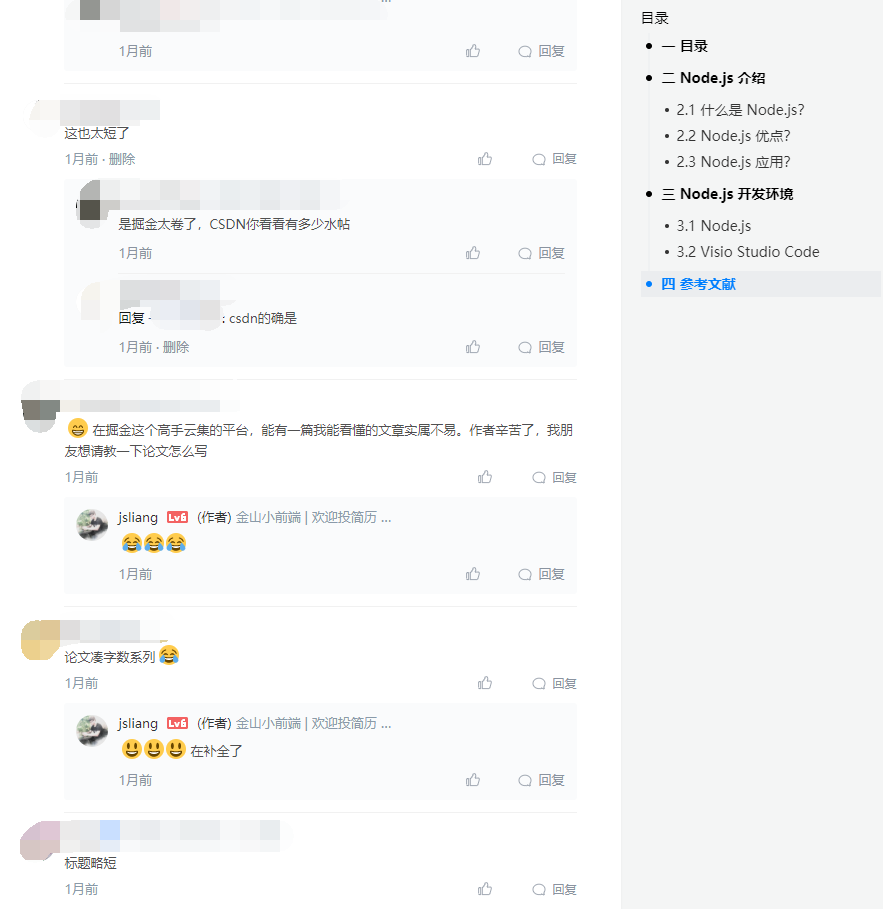 1月前 回复
这也太短了
1月前 · 删除 回复
是掘金太卷了，CSDN你看看有多少水帖
1月前 回复
回复 : csdn的确是
1月前 · 删除 回复
😄 在掘金这个高手云集的平台，能有一篇我能看懂的文章实属不易。作者辛苦了，我朋
友想请教一下论文怎么写
1月前 回复
jsliang Lv6 (作者) 金山小前端 | 欢迎投简历 ...
😂😂😂
1月前 回复
论文凑字数系列 😂
1月前 回复
jsliang Lv6 (作者) 金山小前端 | 欢迎投简历 ...
😃😃😃 在补全了
1月前 回复
标题略短
1月前 回复
目录
一 目录
二 Node.js 介绍
2.1 什么是 Node.js?
2.2 Node.js 优点?
2.3 Node.js 应用?
三 Node.js 开发环境
3.1 Node.js
3.2 Visio Studio Code
四 参考文献